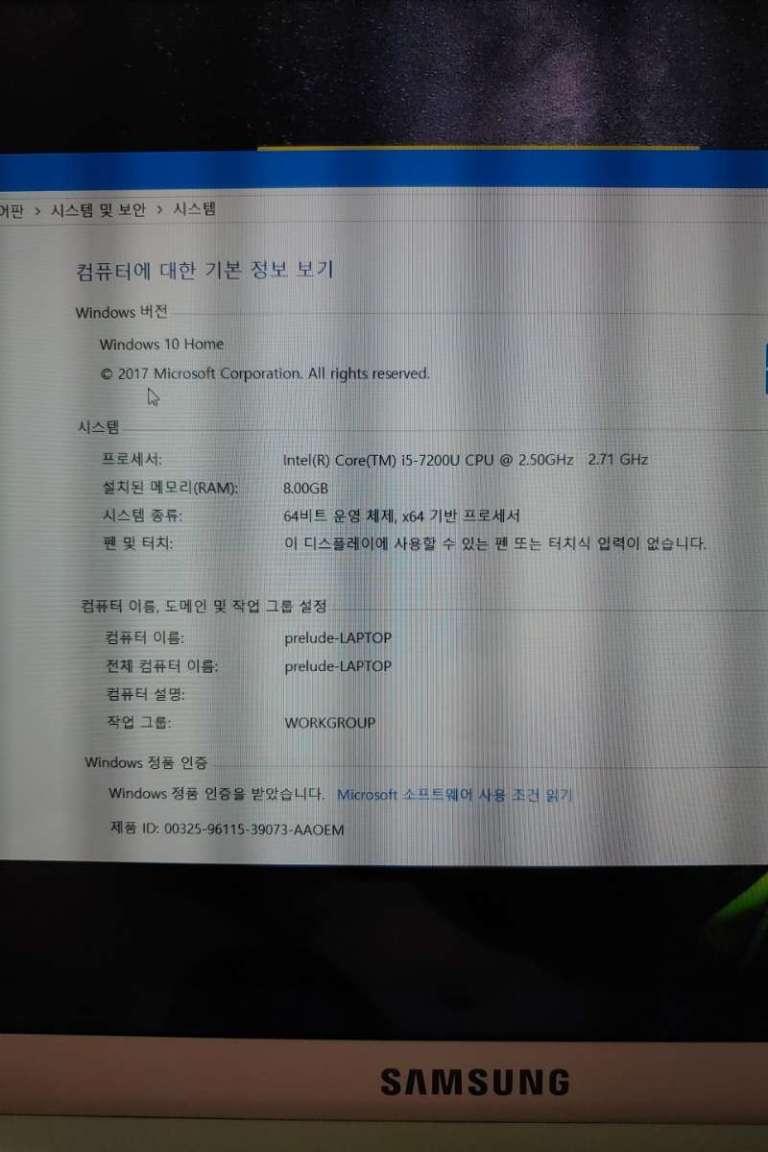 어판 > 시스템 및 보안 > 시스템
컴퓨터에 대한 기본 정보 보기
Windows 버전
Windows 10 Home
© 2017 Microsoft Corporation. All rights reserved.
시스템
프로세서: Intel(R) Core(TM) i5-7200U CPU @ 2.50GHz 2.71 GHz
설치된 메모리(RAM): 8.00GB
시스템 종류: 64비트 운영 체제, x64 기반 프로세서
펜 및 터치: 이 디스플레이에 사용할 수 있는 펜 또는 터치식 입력이 없습니다.
컴퓨터 이름, 도메인 및 작업 그룹 설정
컴퓨터 이름: prelude-LAPTOP
전체 컴퓨터 이름: prelude-LAPTOP
컴퓨터 설명:
작업 그룹: WORKGROUP
Windows 정품 인증
Windows 정품 인증을 받았습니다. Microsoft 소프트웨어 사용 조건 읽기
제품 ID: 00325-96115-39073-AAOEM
SAMSUNG